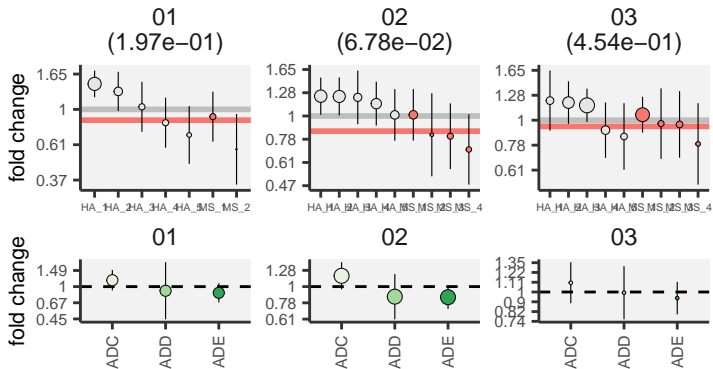 01 02 03
(1.97e−01) (6.78e−02) (4.54e−01)
fold change
1.65
1
0.61
0.37
HA_1 HA_2 HA_3 HA_4 HA_5 MS_1 MS_2
1.65
1.28
1
0.78
0.61
0.47
MS_4
1.65
1.28
1
0.78
0.61
MS_4
01 02 03
fold change
1.49
1
0.67
0.45
ADC ADD ADE
1.28
1
0.78
0.61
ADC ADD ADE
1.35
1.22
1.1
1
0.9
0.82
0.74
ADC ADD ADE